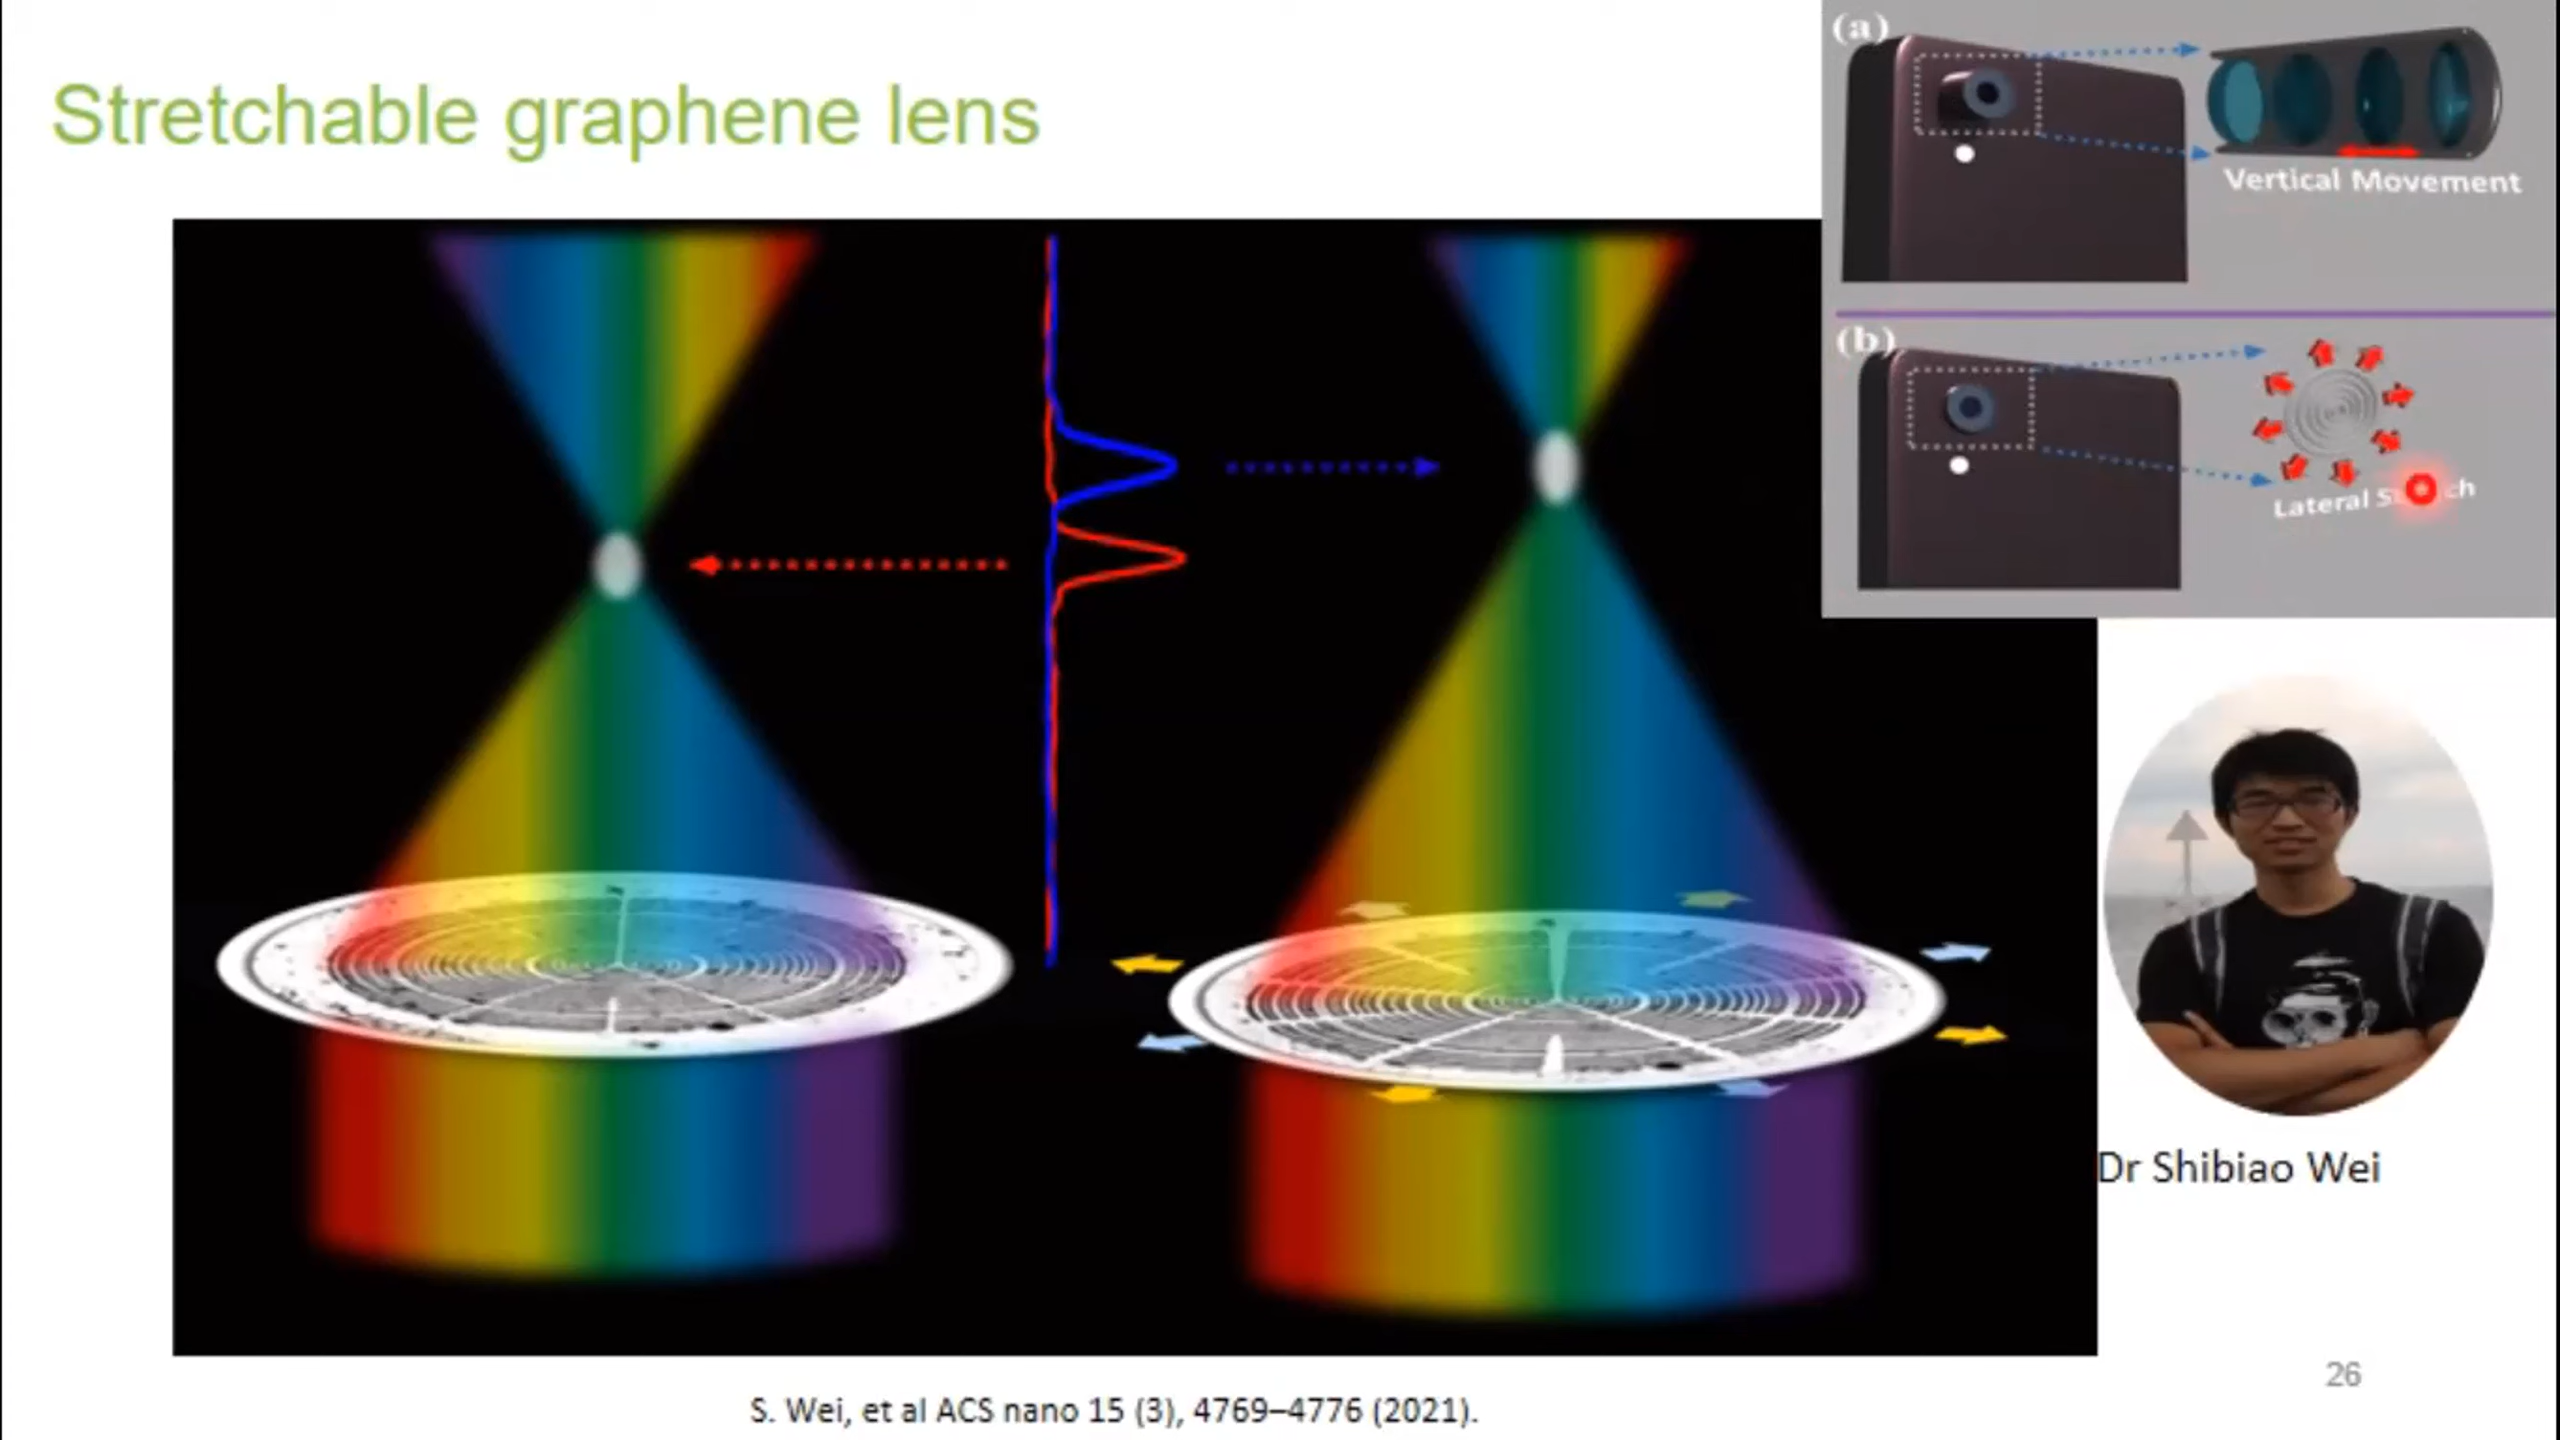 Stretchable graphene lens
(a)
Vertical Movement
(b)
Lateral
Dr Shibiao Wei
26
S. Wei, et al ACS nano 15 (3), 4769–4776 (2021).